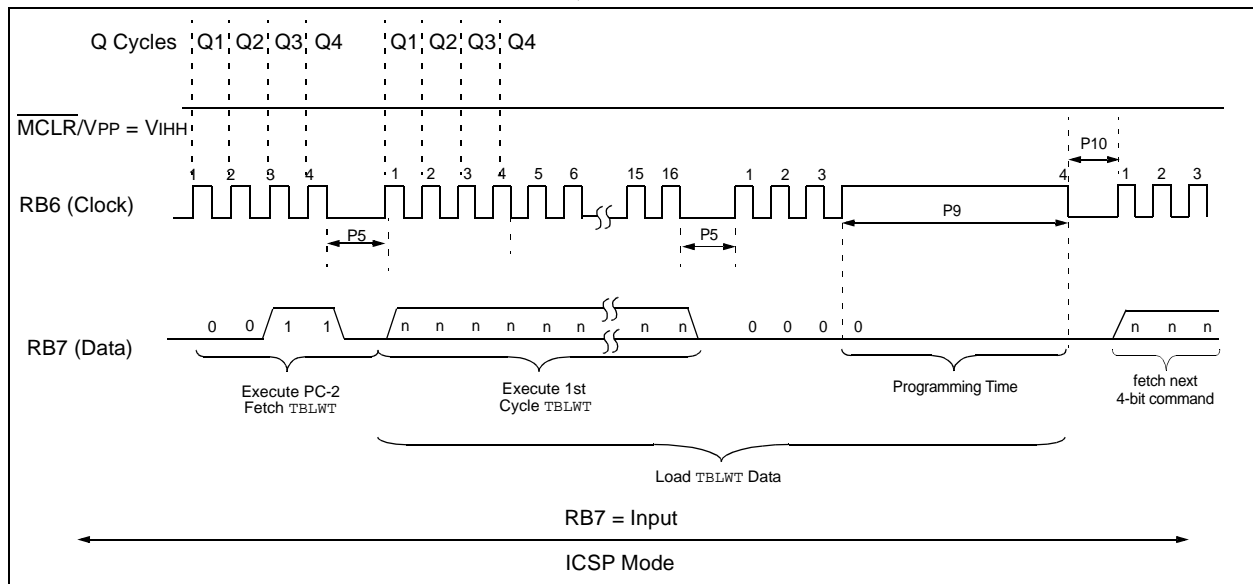 Q Cycles Q1 Q2 Q3 Q4 Q1 Q2 Q3 Q4
MCLR/VPP = VIHH
P10
1 2 3 4 1 2 3 4 5 6 15 16 1 2 3 4 1 2 3
RB6 (Clock)
P9
P5 P5
0 0 1 1 n n n n n n n n 0 0 0 0 n n n
RB7 (Data)
Execute PC-2
Fetch TBLWT
Execute 1st
Cycle TBLWT
Programming Time
fetch next
4-bit command
Load TBLWT Data
RB7 = Input
ICSP Mode